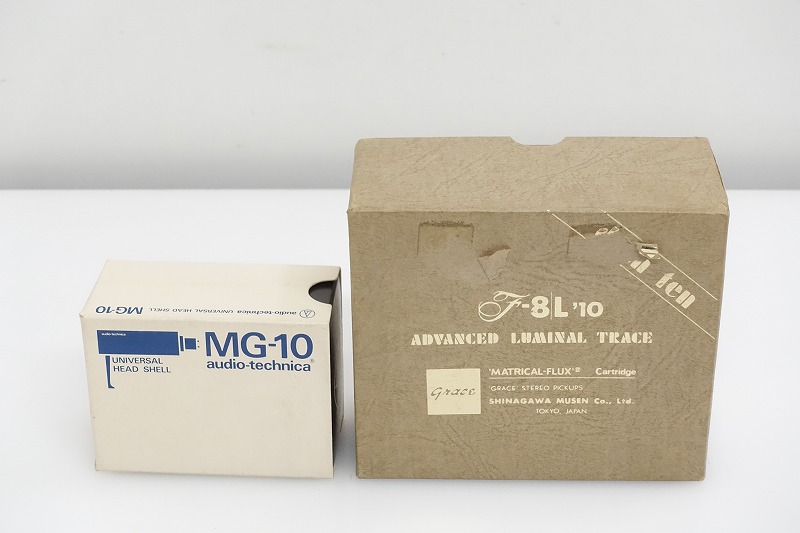 audio-technica UNIVERSAL HEAD SHELL MG-10
audio-technica
UNIVERSAL
HEAD SHELL
MG-10
audio-technica®
ten
F-8L'10
ADVANCED LUMINAL TRACE
'MATRICAL-FLUX'® Cartridge
Grace
'GRACE' STEREO PICKUPS
SHINAGAWA MUSEN Co., Ltd.
TOKYO, JAPAN